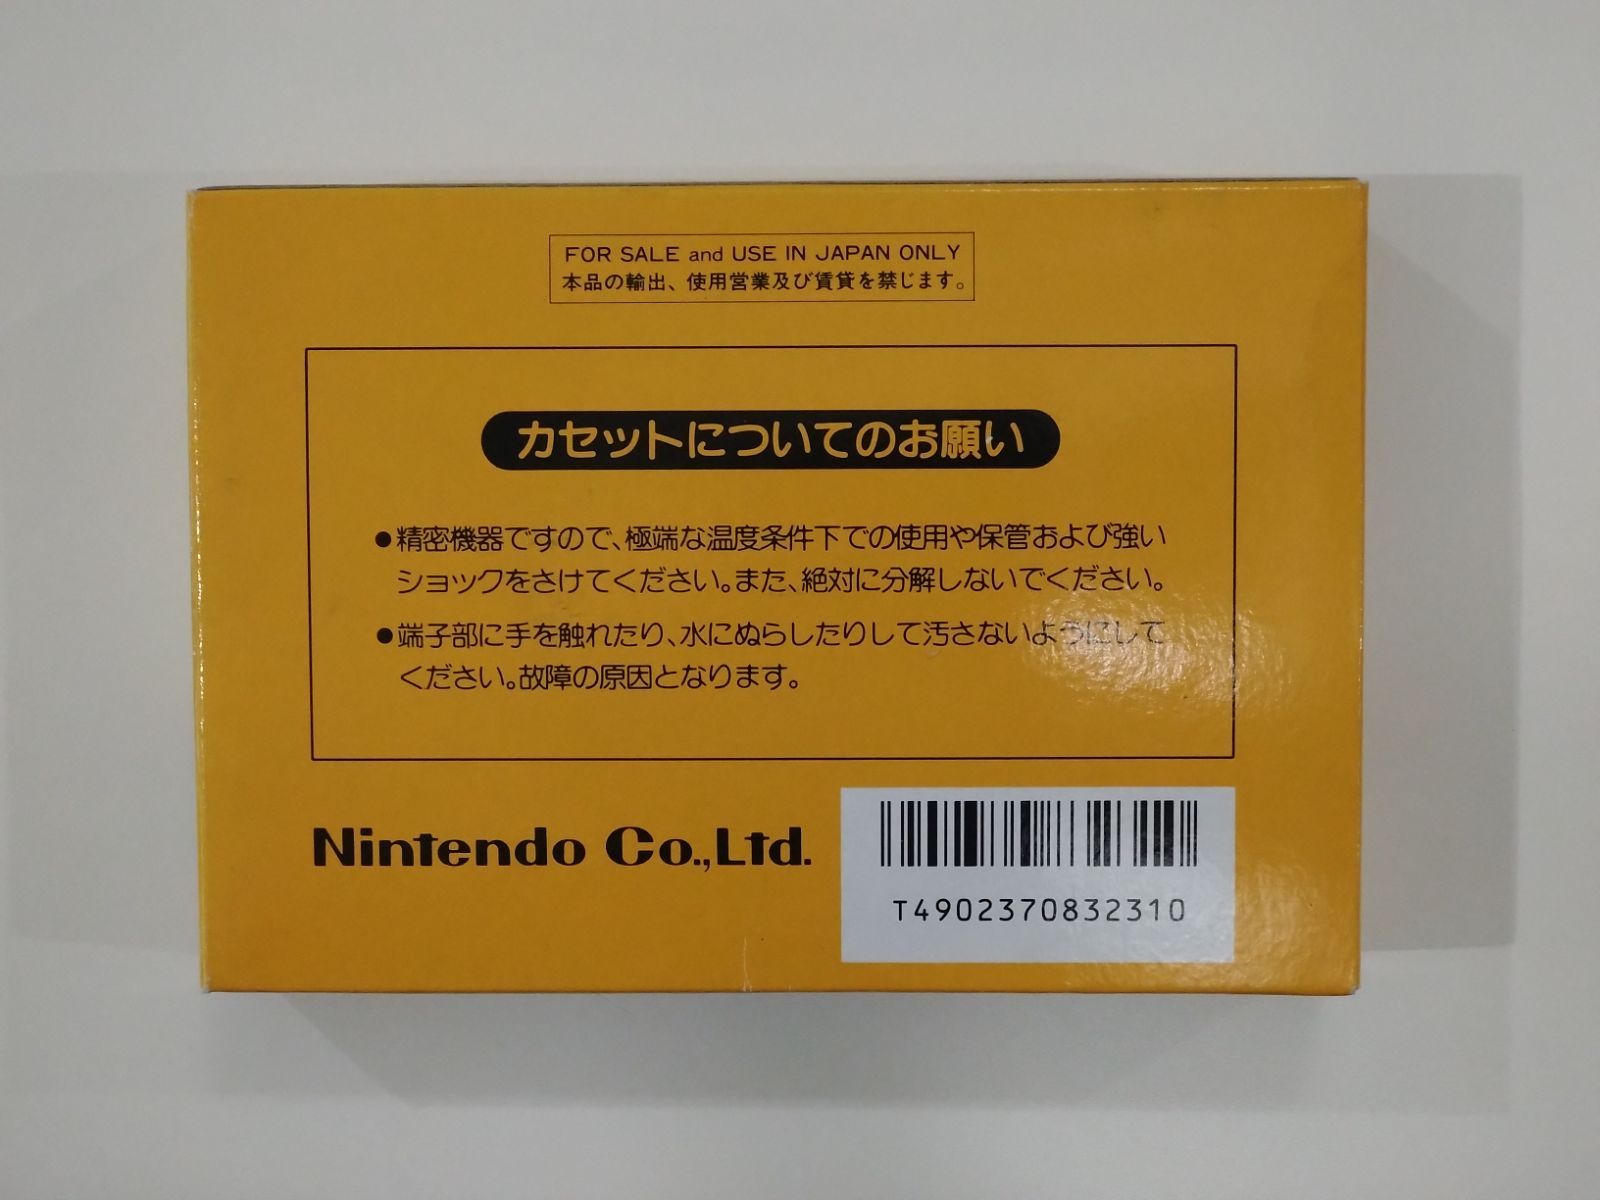 FOR SALE and USE IN JAPAN ONLY
本品の輸出、使用営業及び賃貸を禁じます。
カセットについてのお願い
●精密機器ですので、極端な温度条件下での使用や保管および強い
ショックをさけてください。また、絶対に分解しないでください。
●端子部に手を触れたり、水にぬらしたりして汚さないようにして
ください。故障の原因となります。
Nintendo Co.,Ltd.
T4902370832310